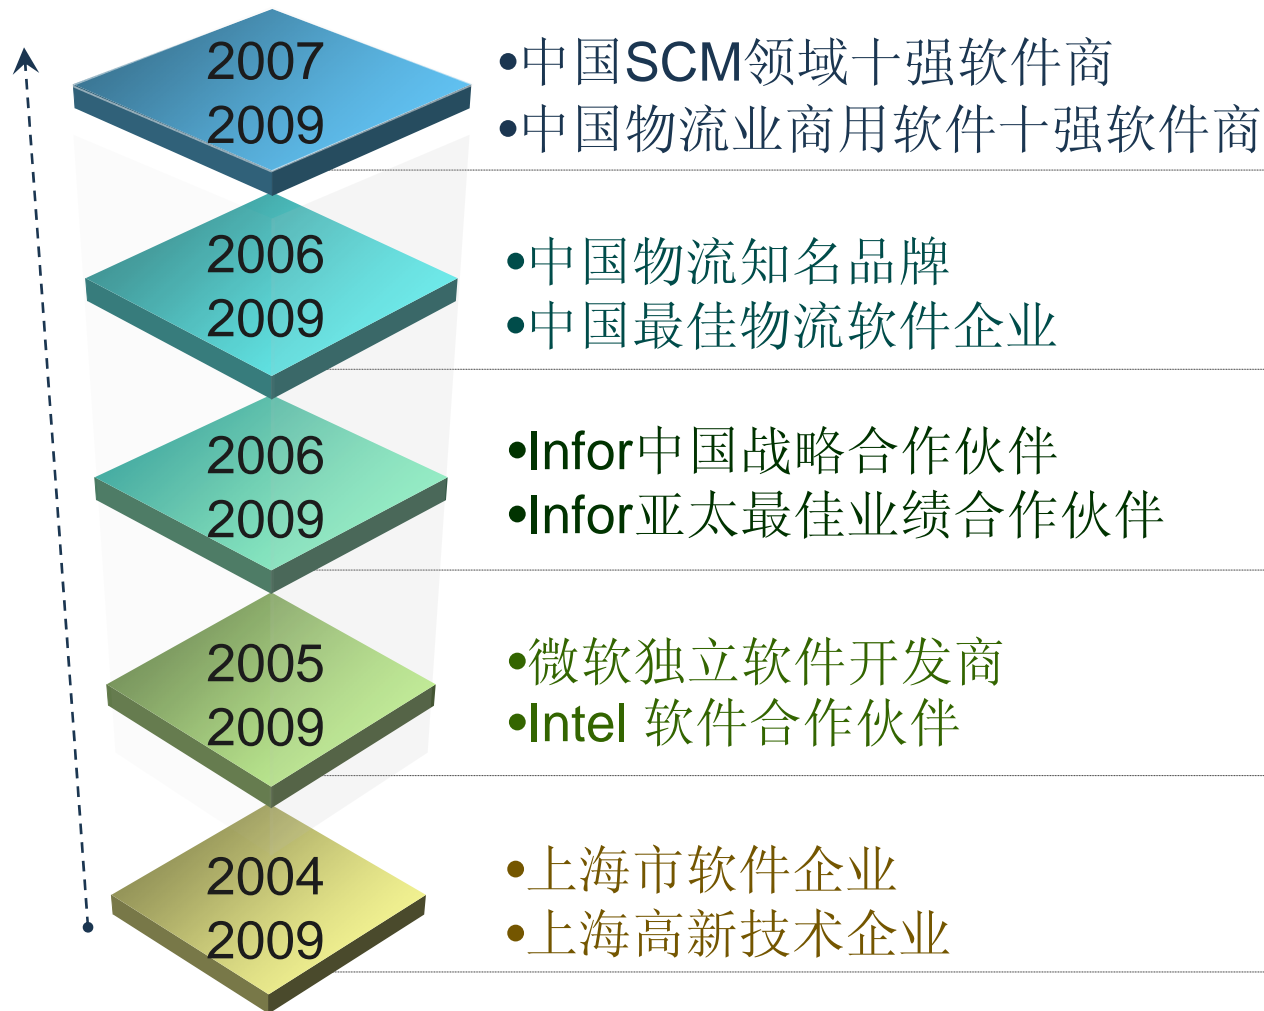 2007
2009
•中国SCM领域十强软件商
•中国物流业商用软件十强软件商
2006
2009
•中国物流知名品牌
•中国最佳物流软件企业
2006
2009
•Infor中国战略合作伙伴
•Infor亚太最佳业绩合作伙伴
2005
2009
•微软独立软件开发商
•Intel 软件合作伙伴
2004
2009
•上海市软件企业
•上海高新技术企业